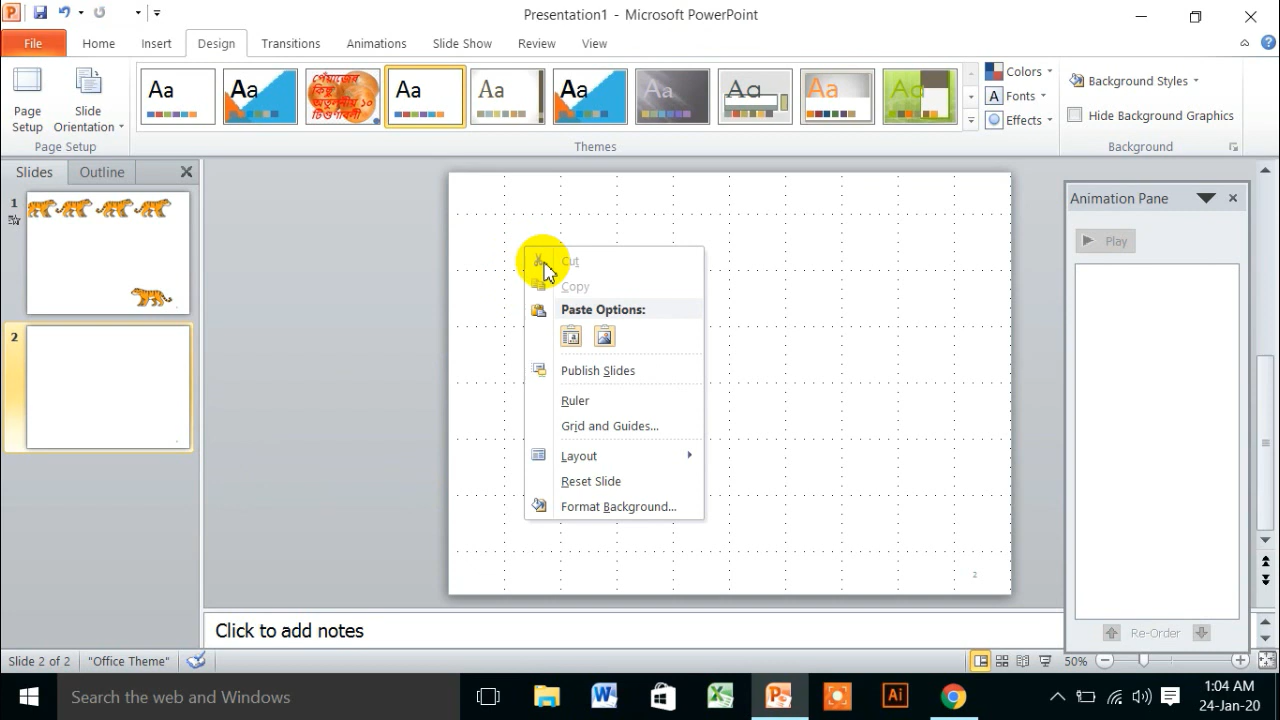 Presentation1 - Microsoft PowerPoint
File Home Insert Design Transitions Animations Slide Show Review View
Page Setup
Slide Orientation
Page Setup
Aa Aa
পেঁয়াজের
কিছু
১০
Aa Aa Aa Aa Aa Aa Aa
Themes
Colors
Fonts
Effects
Background Styles
Hide Background Graphics
Background
Slides Outline
1
2
Cut
Copy
Paste Options:
Publish Slides
Ruler
Grid and Guides...
Layout
Reset Slide
Format Background...
2
Animation Pane
Play
Re-Order
Click to add notes
Slide 2 of 2 "Office Theme" 50%
Search the web and Windows
Ai
1:04 AM
24-Jan-20